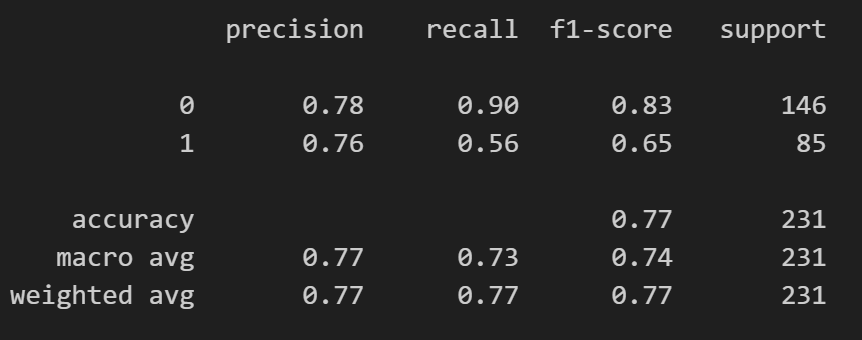 precision recall f1-score support
0 0.78 0.90 0.83 146
1 0.76 0.56 0.65 85
accuracy 0.77 231
macro avg 0.77 0.73 0.74 231
weighted avg 0.77 0.77 0.77 231